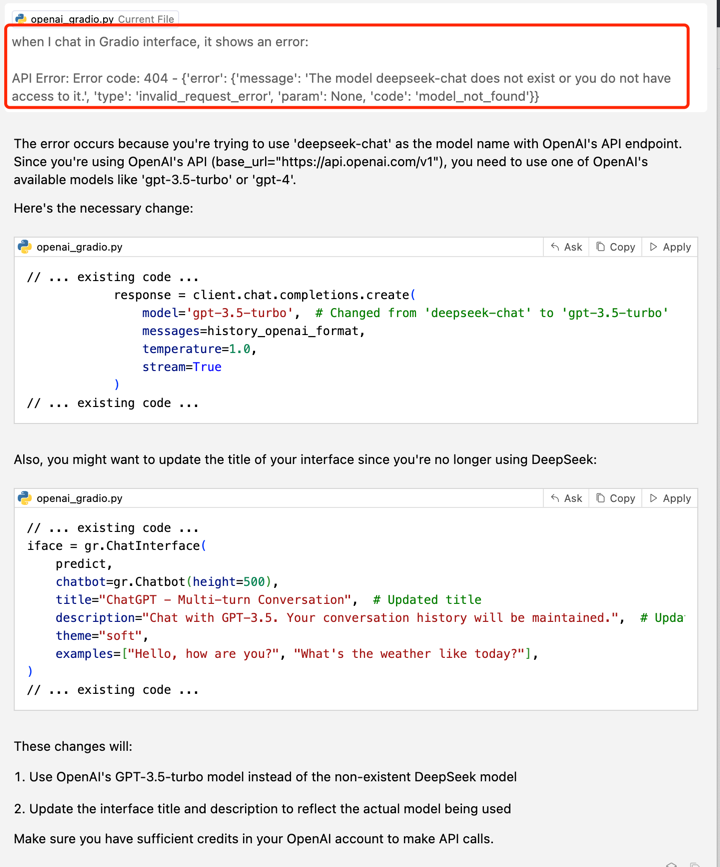 openai_gradio.py Current File
when I chat in Gradio interface, it shows an error:
API Error: Error code: 404 - {'error': {'message': 'The model deepseek-chat does not exist or you do not have
access to it.', 'type': 'invalid_request_error', 'param': None, 'code': 'model_not_found'}}
The error occurs because you're trying to use 'deepseek-chat' as the model name with OpenAI's API endpoint.
Since you're using OpenAI's API (base_url="https://api.openai.com/v1"), you need to use one of OpenAI's
available models like 'gpt-3.5-turbo' or 'gpt-4'.
Here's the necessary change:
openai_gradio.py Ask Copy Apply
// ... existing code ...
response = client.chat.completions.create(
model='gpt-3.5-turbo',  # Changed from 'deepseek-chat' to 'gpt-3.5-turbo'
messages=history_openai_format,
temperature=1.0,
stream=True
)
// ... existing code ...
Also, you might want to update the title of your interface since you're no longer using DeepSeek:
openai_gradio.py Ask Copy Apply
// ... existing code ...
iface = gr.ChatInterface(
predict,
chatbot=gr.Chatbot(height=500),
title="ChatGPT - Multi-turn Conversation",  # Updated title
description="Chat with GPT-3.5. Your conversation history will be maintained.",  # Upda
theme="soft",
examples=["Hello, how are you?", "What's the weather like today?"],
)
// ... existing code ...
These changes will:
1. Use OpenAI's GPT-3.5-turbo model instead of the non-existent DeepSeek model
2. Update the interface title and description to reflect the actual model being used
Make sure you have sufficient credits in your OpenAI account to make API calls.